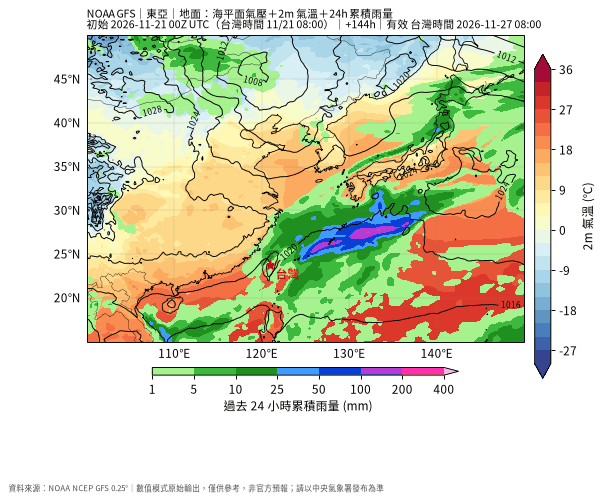 NOAA GFS｜東亞｜地面：海平面氣壓＋2m 氣溫＋24h 累積雨量
初始 2026-11-21 00Z UTC（台灣時間 11/21 08:00）｜+144h｜有效 台灣時間 2026-11-27 08:00
1012
1008
1020
1028
1020
1016
台灣
45°N
40°N
35°N
30°N
25°N
20°N
110°E
120°E
130°E
140°E
36
27
18
9
0
-9
-18
-27
2m 氣溫 (°C)
1
5
10
25
50
100
200
400
過去 24 小時累積雨量 (mm)
資料來源：NOAA NCEP GFS 0.25°｜數值模式原始輸出，僅供參考，非官方預報；請以中央氣象署發布為準